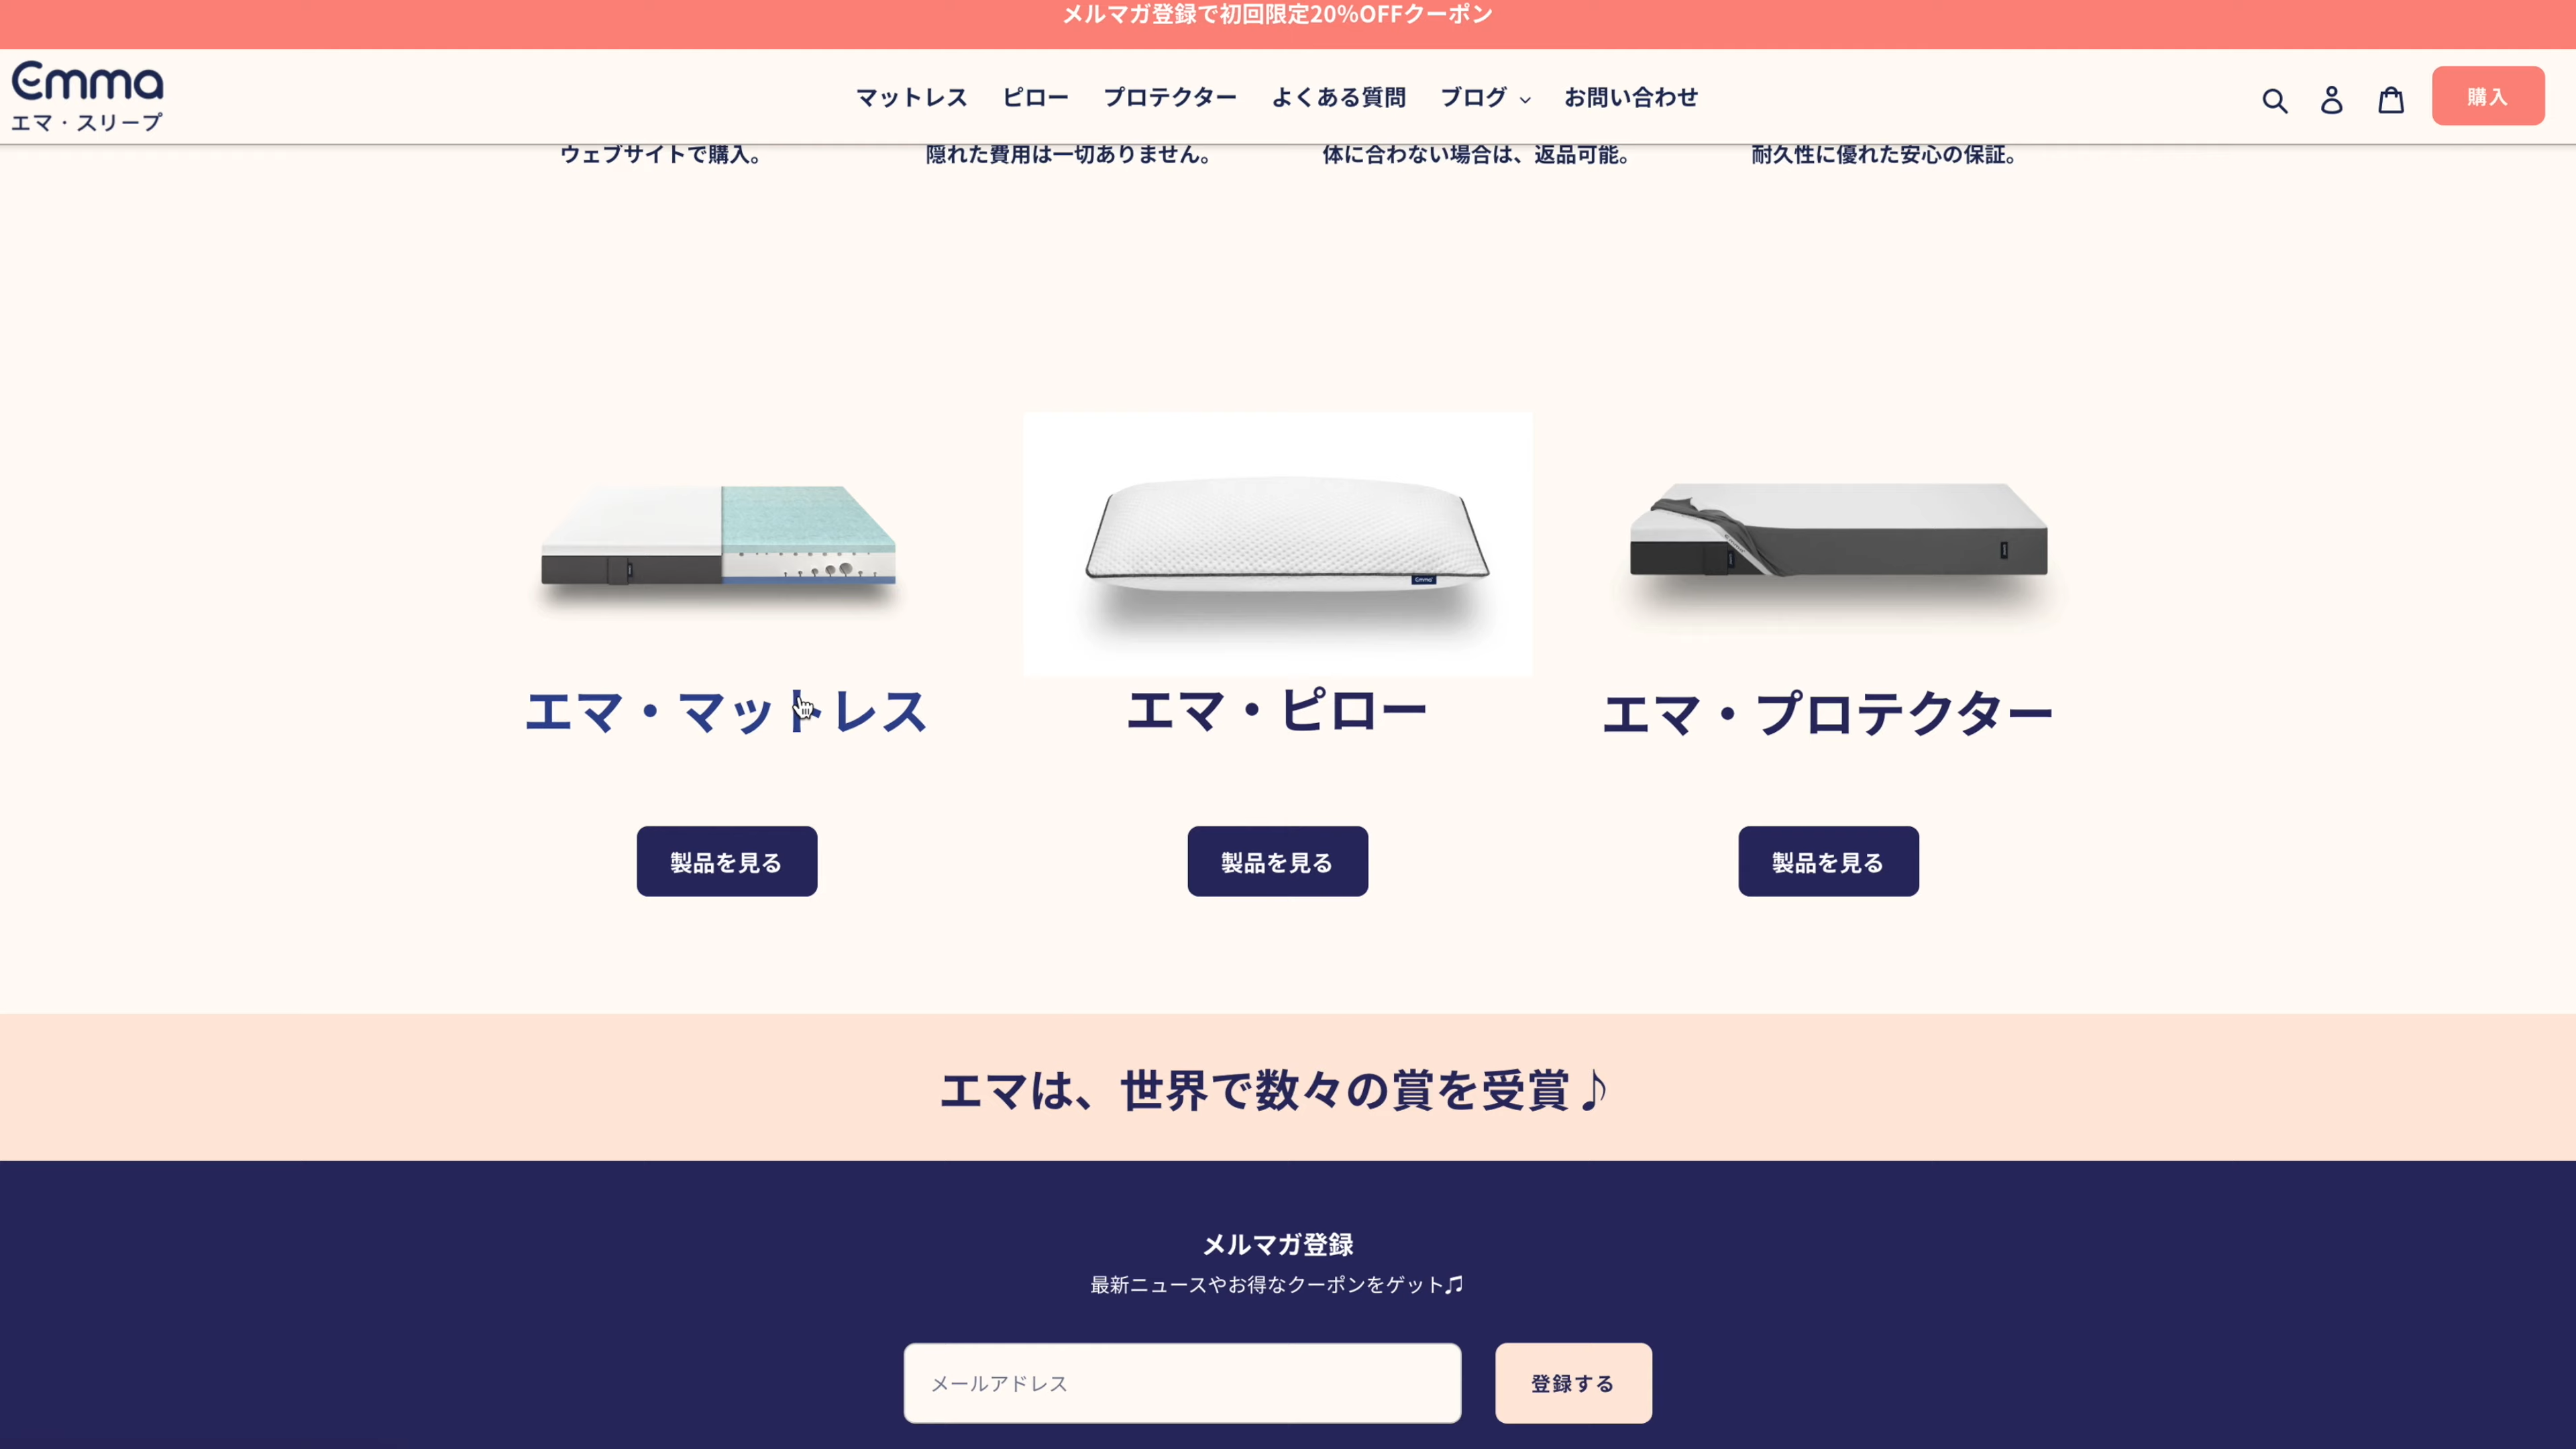 メルマガ登録で初回限定20%OFFクーポン
Emma
エマ・スリープ
マットレス ピロー プロテクター よくある質問 ブログ お問い合わせ
購入
ウェブサイトで購入。 隠れた費用は一切ありません。 体に合わない場合は、返品可能。 耐久性に優れた安心の保証。
Emma
エマ・マットレス エマ・ピロー エマ・プロテクター
製品を見る 製品を見る 製品を見る
エマは、世界で数々の賞を受賞♪
メルマガ登録
最新ニュースやお得なクーポンをゲット♫
メールアドレス 登録する